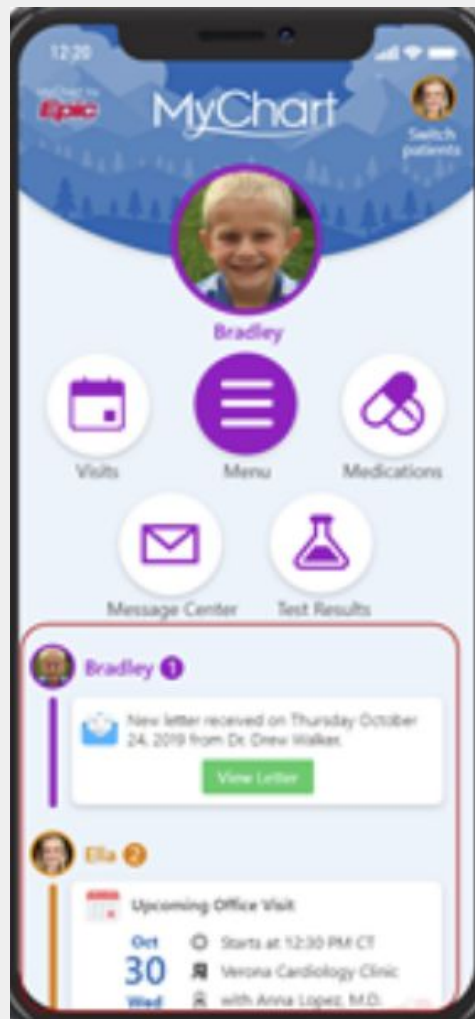 12:20
MyChart by
Epic
MyChart
Switch
patients
Bradley
Visits
Menu
Medications
Message Center
Test Results
Bradley 1
New letter received on Thursday October
24, 2019 from Dr. Drew Walker.
View Letter
Ella 2
Upcoming Office Visit
Oct
Starts at 12:30 PM CT
30
Verona Cardiology Clinic
Wed
with Anna Lopez, M.D.